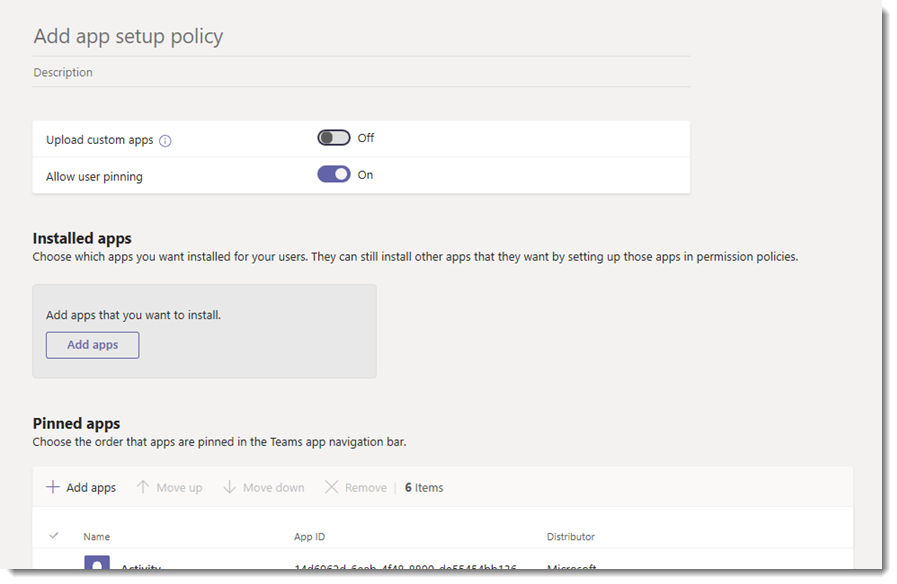 Add app setup policy
Description
Upload custom apps
Off
Allow user pinning
On
Installed apps
Choose which apps you want installed for your users. They can still install other apps that they want by setting up those apps in permission policies.
Add apps that you want to install.
Add apps
Pinned apps
Choose the order that apps are pinned in the Teams app navigation bar.
Add apps Move up Move down Remove | 6 Items
Name App ID Distributor
Activity Microsoft